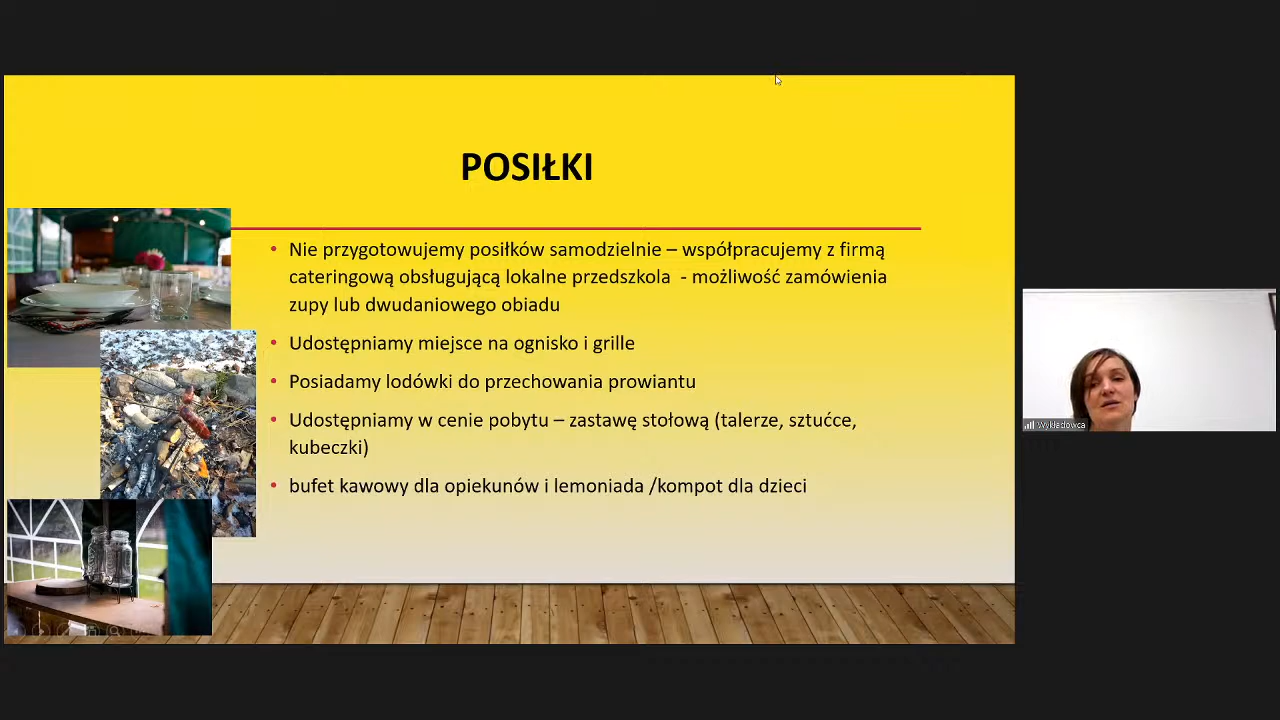 POSIŁKI
• Nie przygotowujemy posiłków samodzielnie – współpracujemy z firmą
cateringową obsługującą lokalne przedszkola - możliwość zamówienia
zupy lub dwudaniowego obiadu
• Udostępniamy miejsce na ognisko i grille
• Posiadamy lodówki do przechowania prowiantu
• Udostępniamy w cenie pobytu – zastawę stołową (talerze, sztućce,
kubeczki)
• bufet kawowy dla opiekunów i lemoniada /kompot dla dzieci
Wykładowca